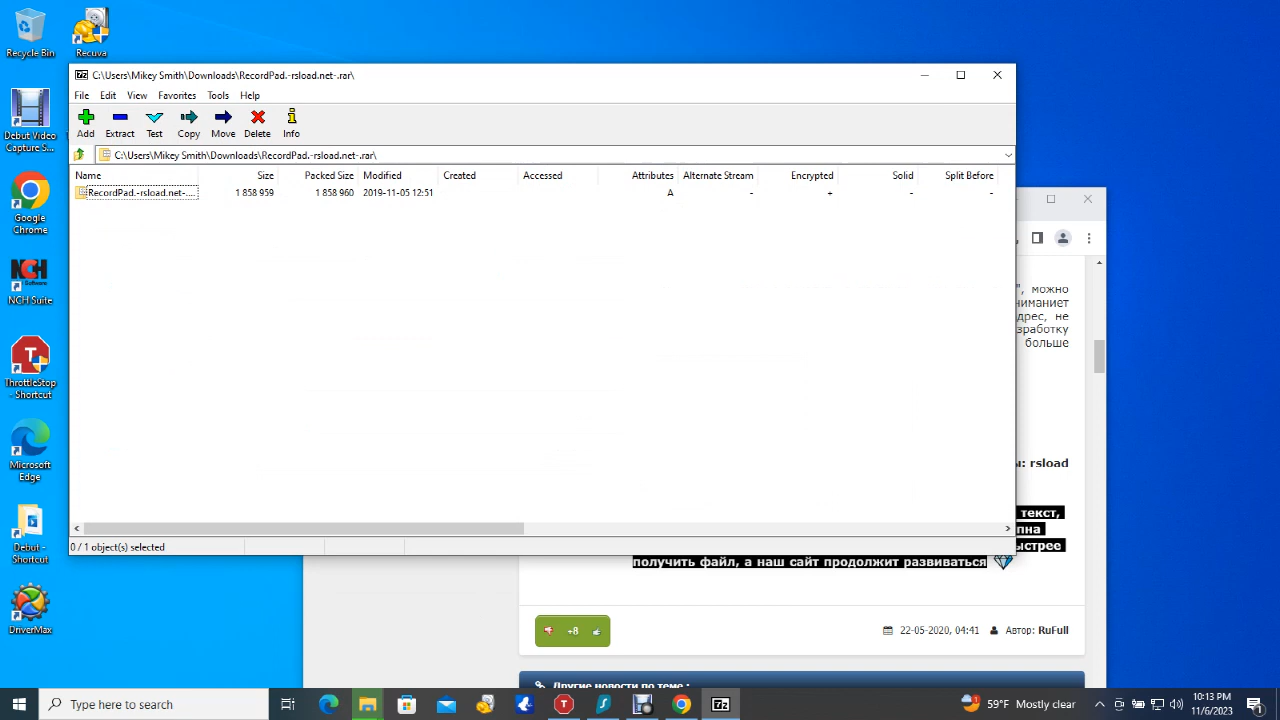 Recycle Bin
Recuva
Debut Video
Capture S...
Google
Chrome
NCH Suite
ThrottleStop
- Shortcut
Microsoft
Edge
Debut -
Shortcut
DriverMax
C:\Users\Mikey Smith\Downloads\RecordPad.-rsload.net-.rar\
File Edit View Favorites Tools Help
Add Extract Test Copy Move Delete Info
C:\Users\Mikey Smith\Downloads\RecordPad.-rsload.net-.rar\
Name Size Packed Size Modified Created Accessed Attributes Alternate Stream Encrypted Solid Split Before
RecordPad.-rsload.net-.... 1 858 959 1 858 960 2019-11-05 12:51 A - + - -
0 / 1 object(s) selected
", можно
ниманиет
дрес, не
зработку
больше
ы: rsload
текст,
пна
ыстрее
получить файл, а наш сайт продолжит развиваться
+8
22-05-2020, 04:41 Автор: RuFull
Другие новости по теме :
Type here to search
59°F Mostly clear
10:13 PM
11/6/2023
1